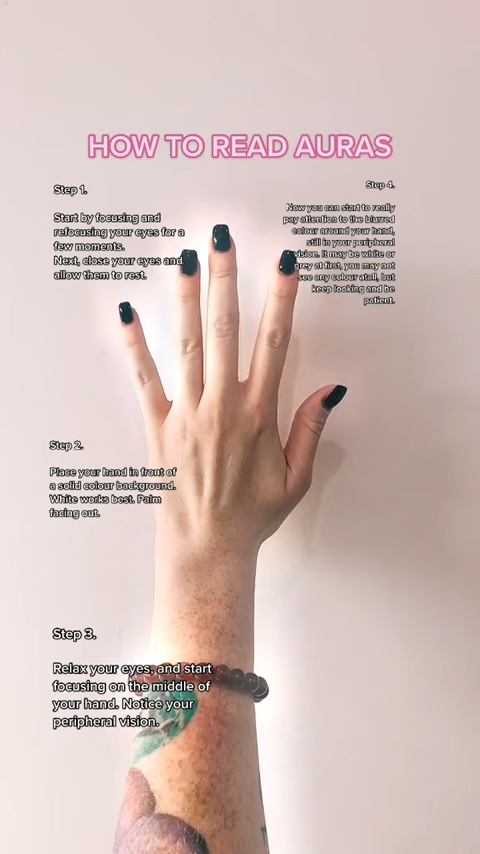 HOW TO READ AURAS
Step 1.
Start by focusing and
refocusing your eyes for a
few moments.
Next, close your eyes and
allow them to rest.
Step 2.
Place your hand in front of
a solid colour background.
White works best. Palm
facing out.
Step 3.
Relax your eyes, and start
focusing on the middle of
your hand. Notice your
peripheral vision.
Step 4.
Now you can start to really
pay attention to the blurred
colour around your hand,
still in your peripheral
vision. It may be white or
grey at first, you may not
see any colour atall, but
keep looking and be
patient.